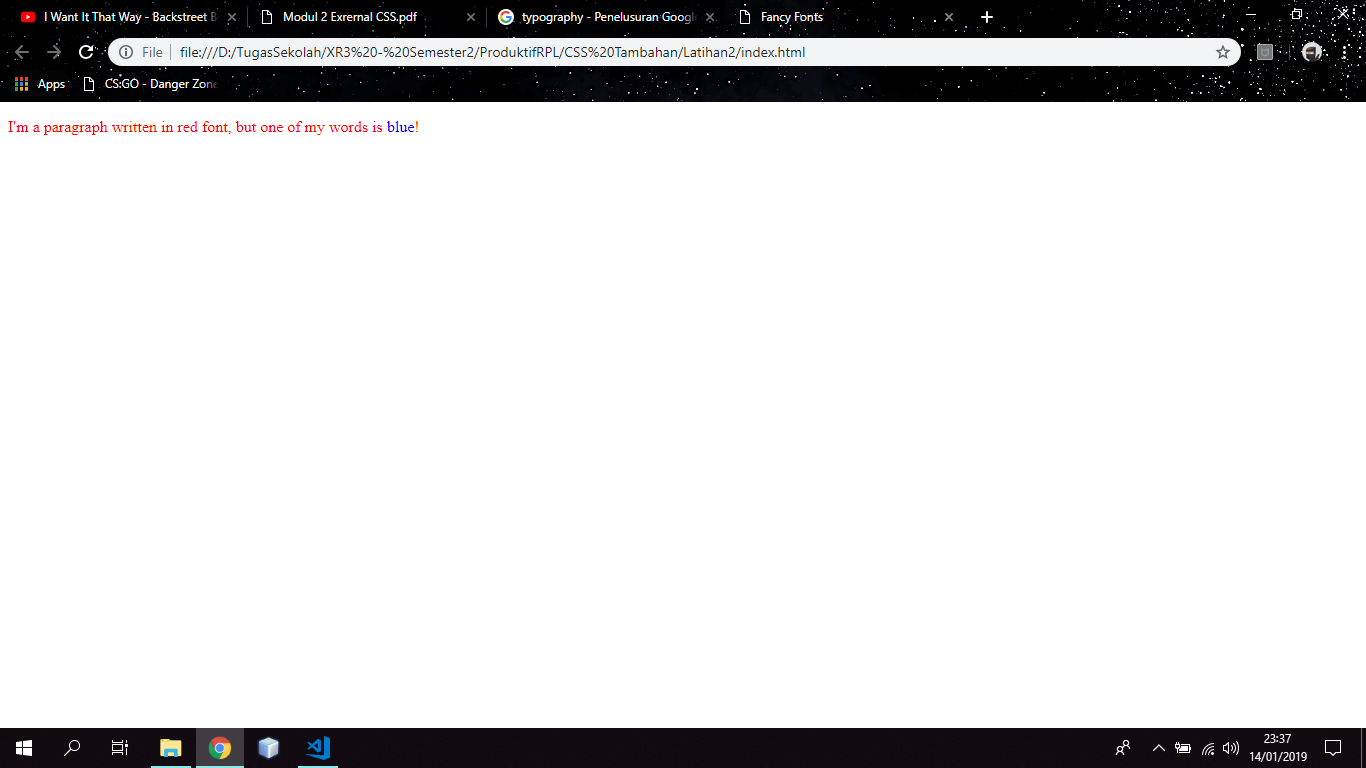 I Want It That Way - Backstreet B
Modul 2 Exrernal CSS.pdf
typography - Penelusuran Google
Fancy Fonts
File
file:///D:/TugasSekolah/XR3%20-%20Semester2/ProduktifRPL/CSS%20Tambahan/Latihan2/index.html
Apps
CS:GO - Danger Zone
I'm a paragraph written in red font, but one of my words is blue!
23:37
14/01/2019